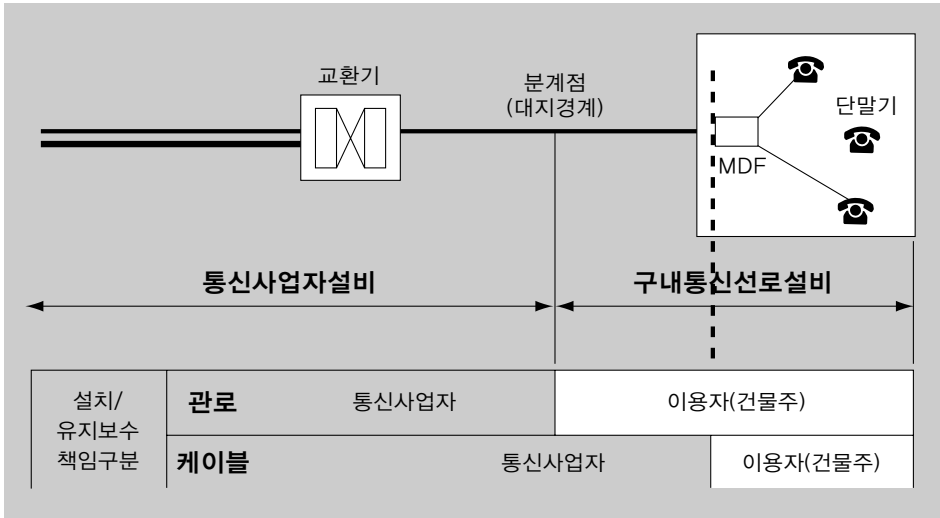 교환기
분계점
(대지경계)
단말기
MDF
통신사업자설비
구내통신선로설비
설치/
유지보수
책임구분
관로
통신사업자
이용자(건물주)
케이블
통신사업자
이용자(건물주)